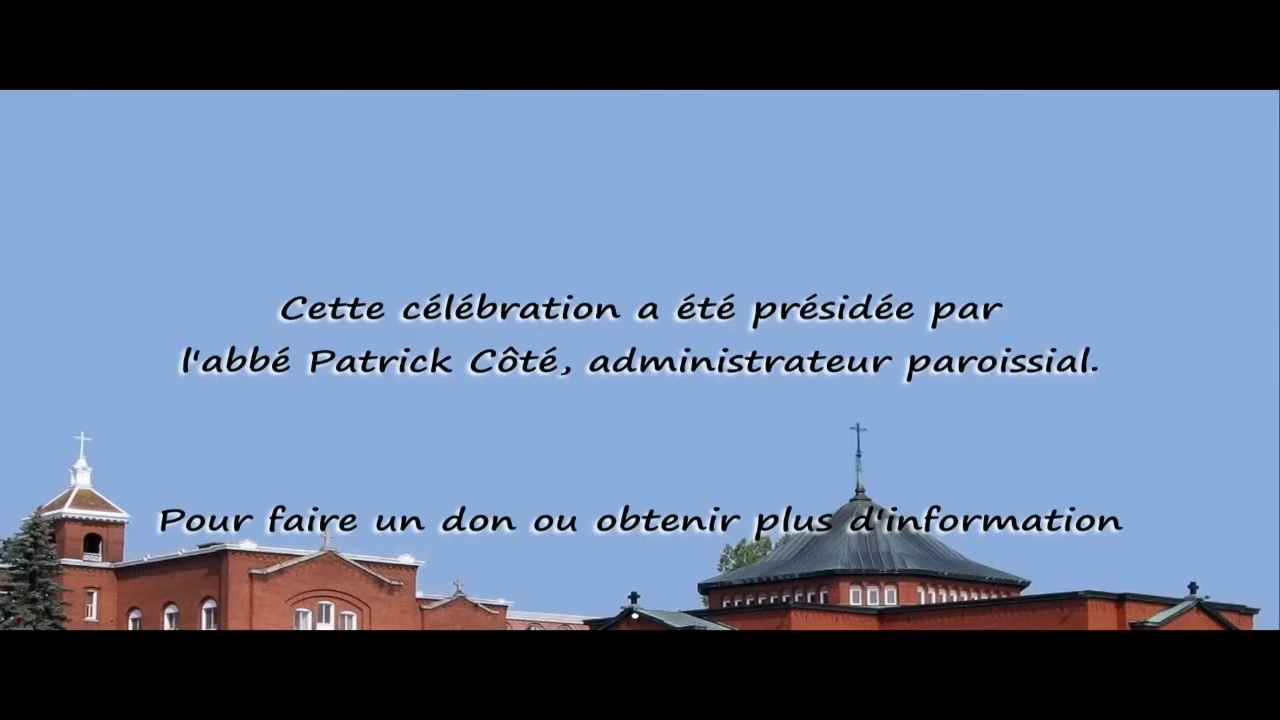 Cette célébration a été présidée par
l'abbé Patrick Côté, administrateur paroissial.
Pour faire un don ou obtenir plus d'information